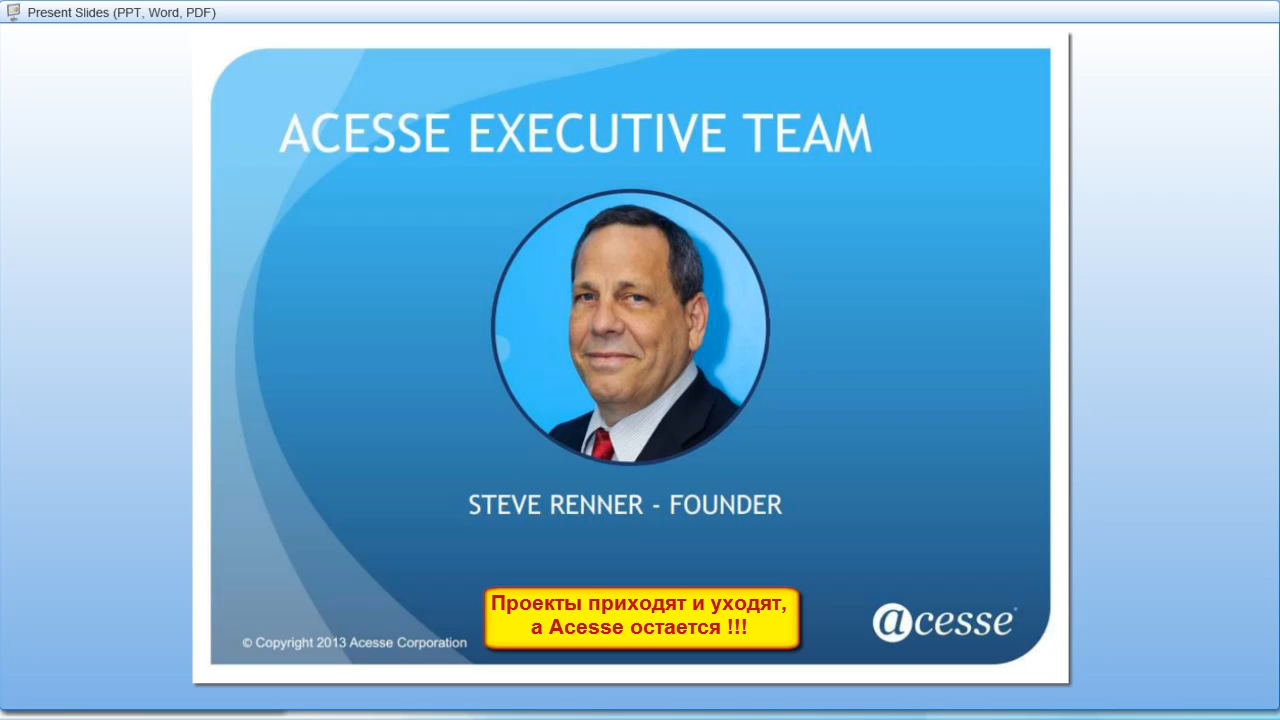 Present Slides (PPT, Word, PDF)
ACESSE EXECUTIVE TEAM
STEVE RENNER - FOUNDER
Проекты приходят и уходят,
а Acesse остается !!!
© Copyright 2013 Acesse Corporation
@cesse®